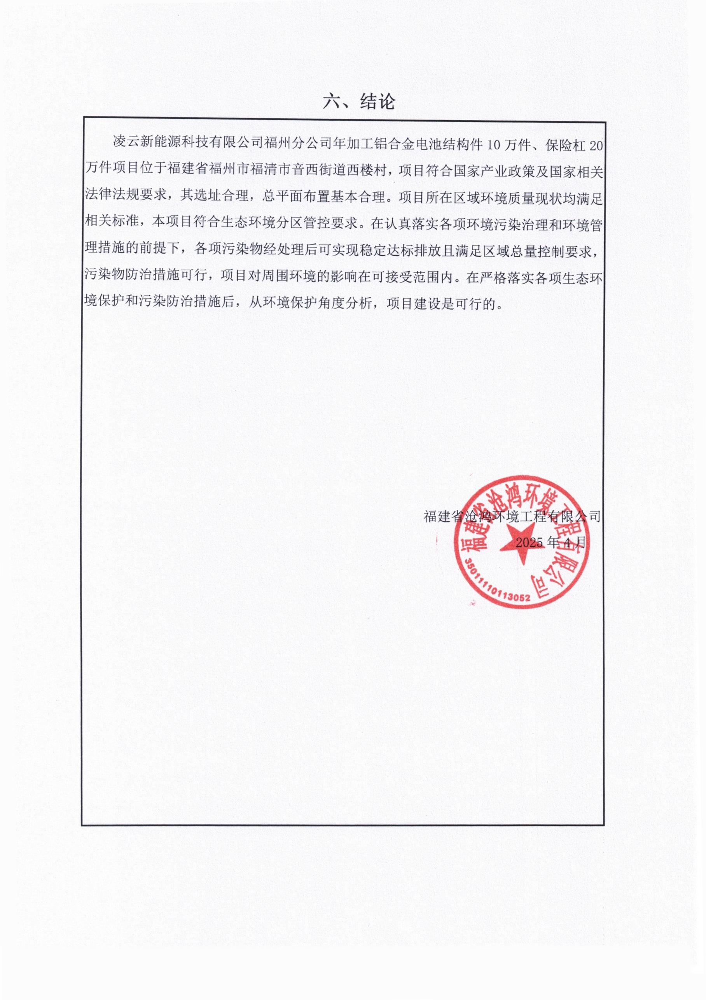 六、结论
凌云新能源科技有限公司福州分公司年加工铝合金电池结构件 10 万件、保险杠 20
万件项目位于福建省福州市福清市音西街道西楼村，项目符合国家产业政策及国家相关
法律法规要求，其选址合理，总平面布置基本合理。项目所在区域环境质量现状均满足
相关标准，本项目符合生态环境分区管控要求。在认真落实各项环境污染治理和环境管
理措施的前提下，各项污染物经处理后可实现稳定达标排放且满足区域总量控制要求，
污染物防治措施可行，项目对周围环境的影响在可接受范围内。在严格落实各项生态环
境保护和污染防治措施后，从环境保护角度分析，项目建设是可行的。
福建省沧鸿环境工程有限公司
2025 年 4 月
福建省沧鸿环境工程有限公司
35011110113052